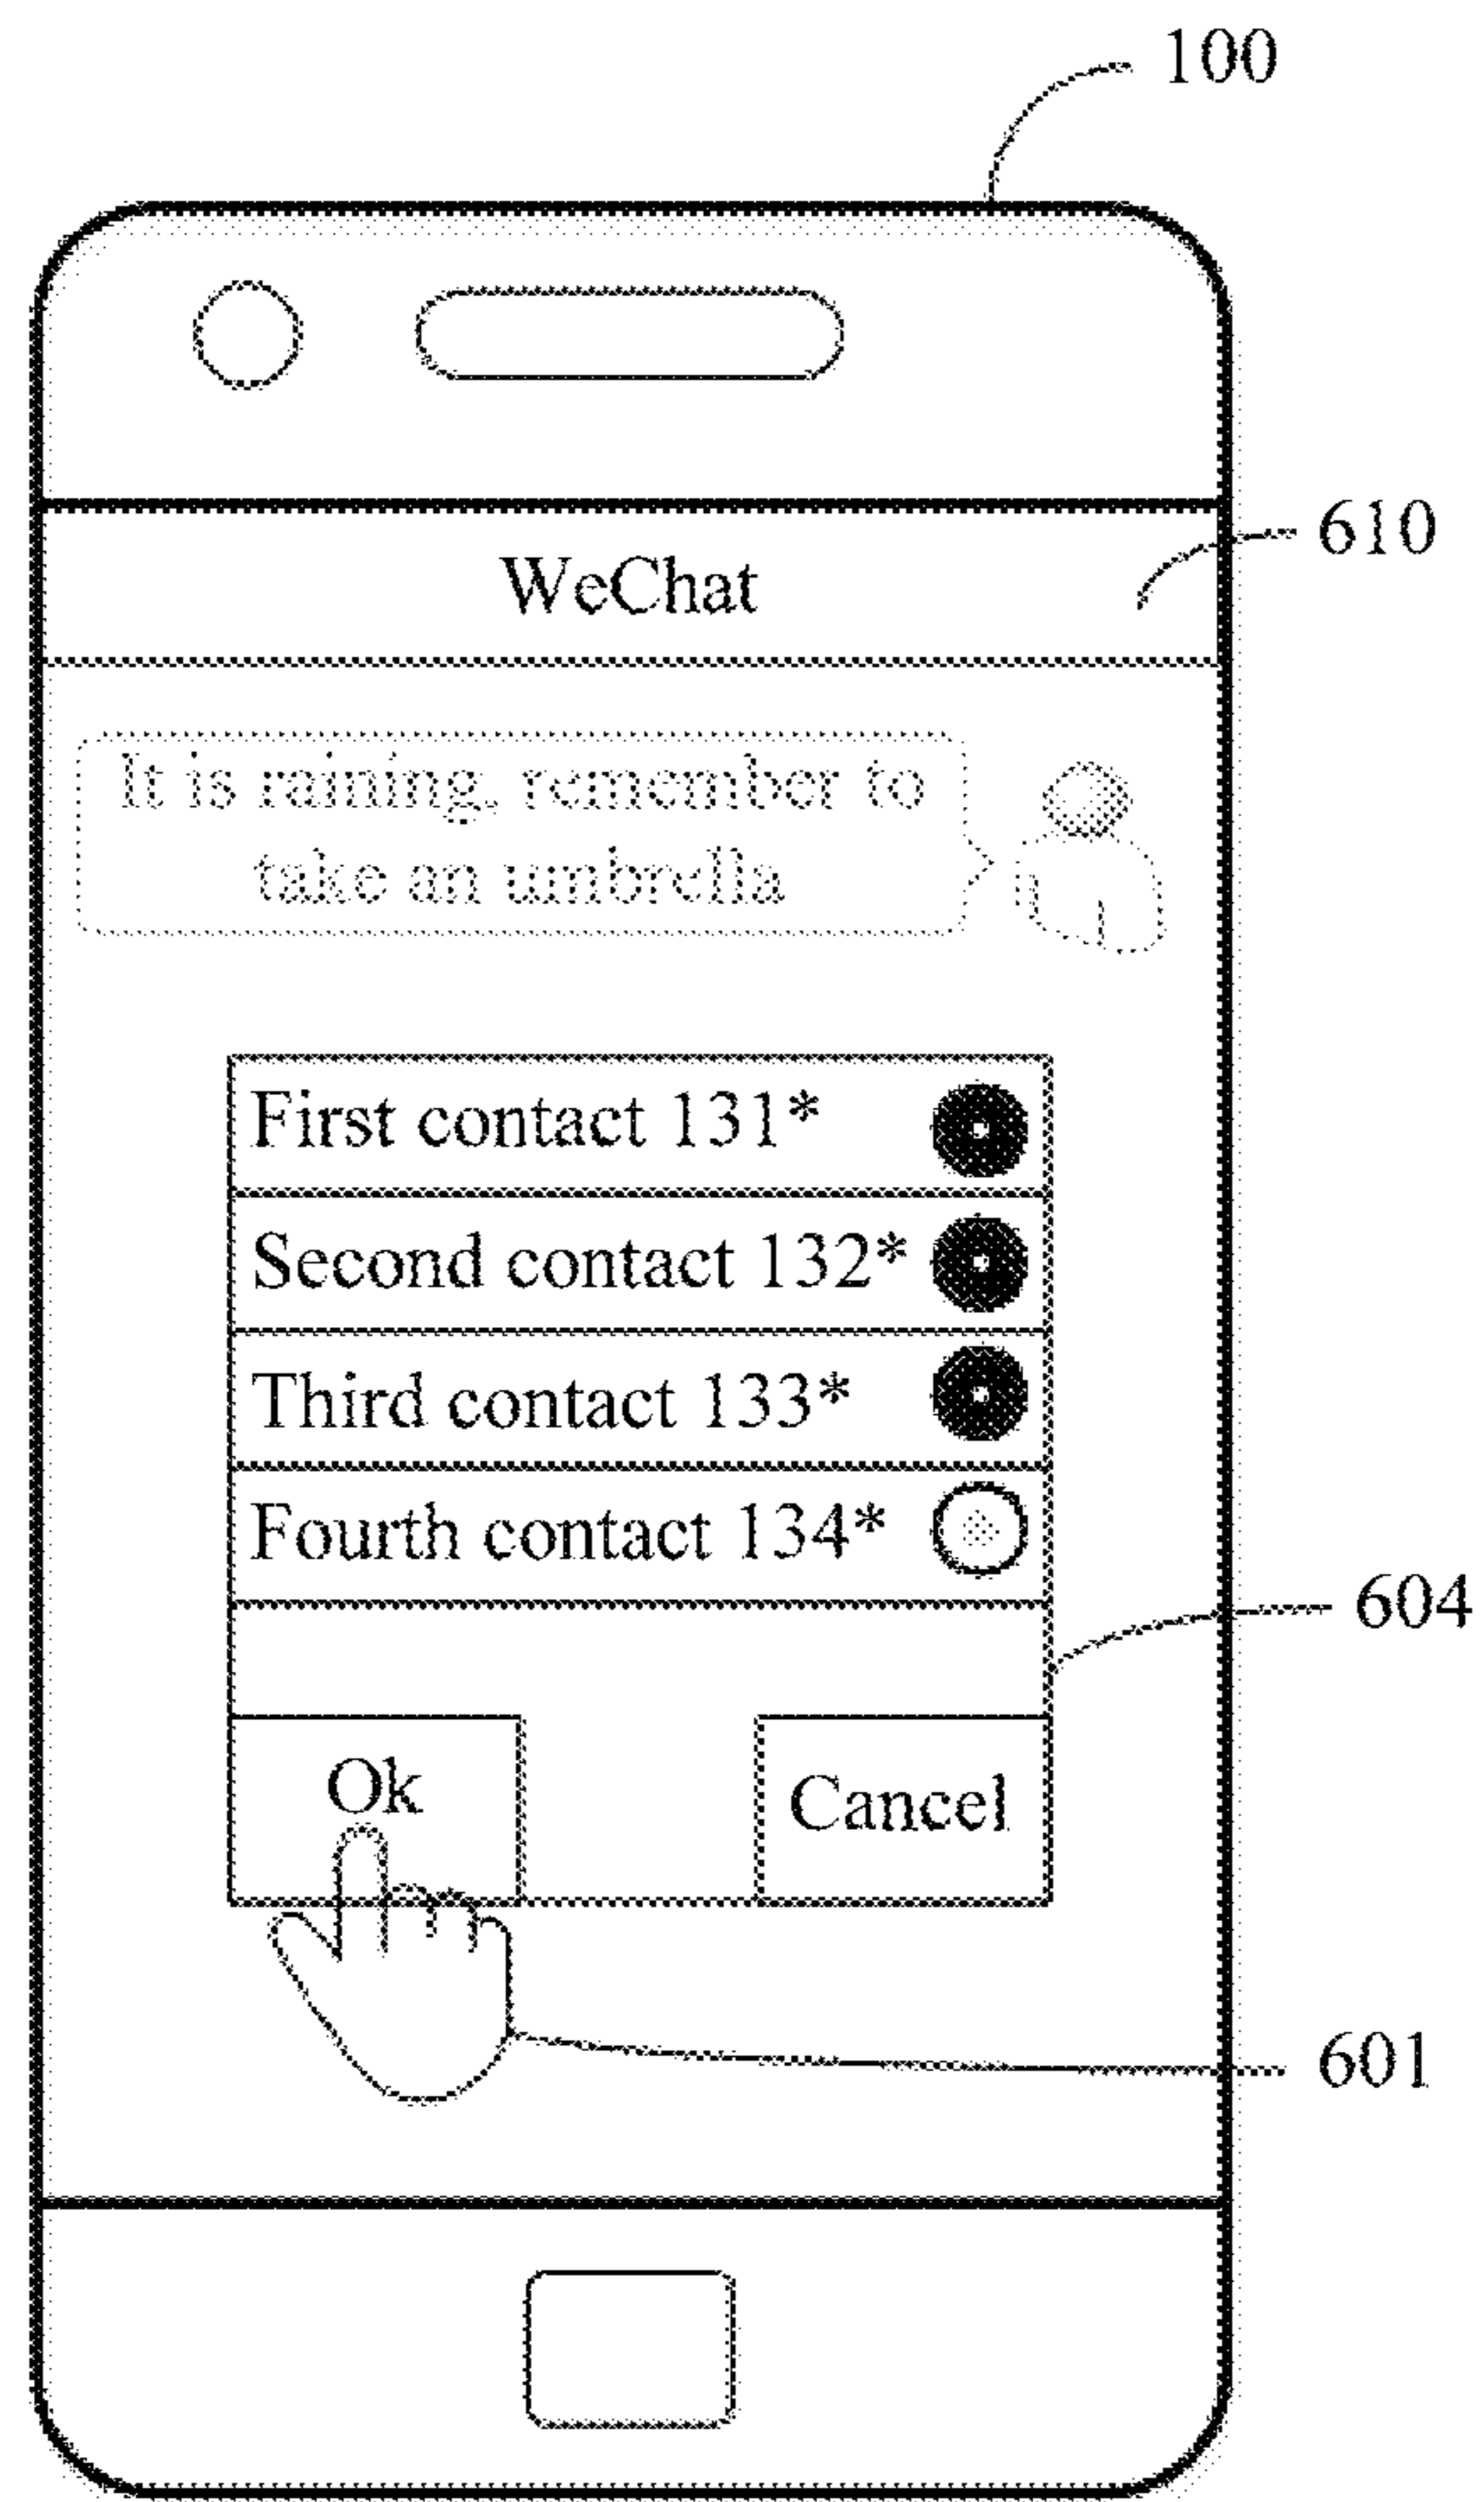 100
610
WeChat
It is raining, remember to
take an umbrella
First contact 131*
Second contact 132*
Third contact 133*
Fourth contact 134*
604
Ok
Cancel
601